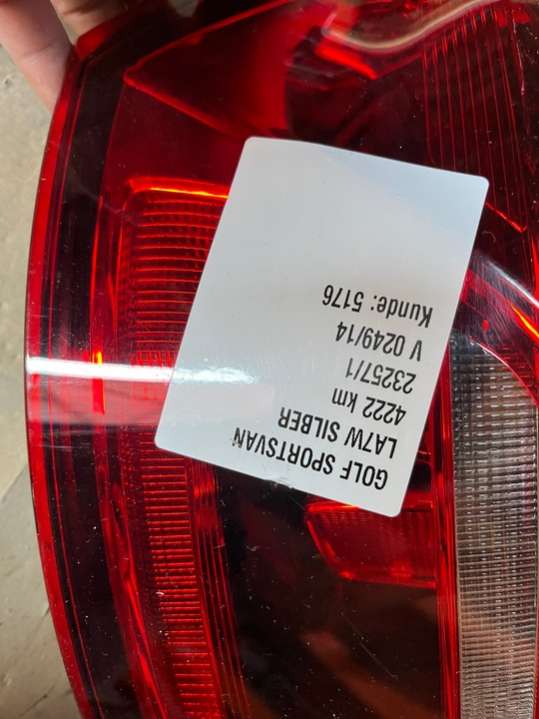 GOLF SPORTSVAN
LA7W SILBER
4222 km
23257/1
V 0249/14
Kunde: 5176